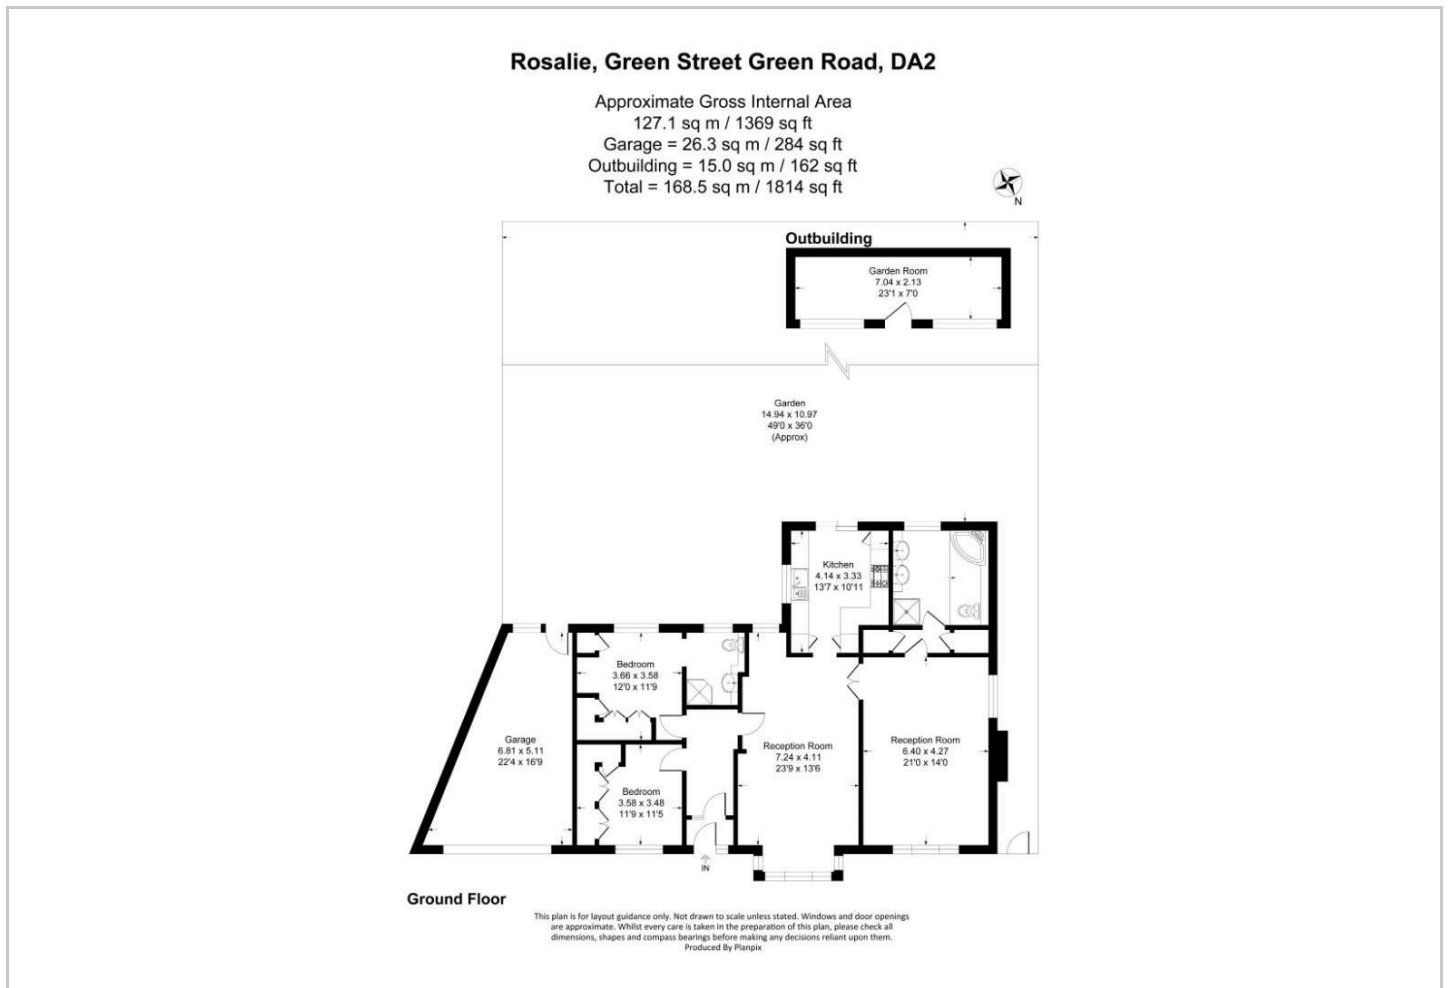 Rosalie, Green Street Green Road, DA2
Approximate Gross Internal Area
127.1 sq m / 1369 sq ft
Garage = 26.3 sq m / 284 sq ft
Outbuilding = 15.0 sq m / 162 sq ft
Total = 168.5 sq m / 1814 sq ft
N
Outbuilding
Garden Room
7.04 x 2.13
23'1 x 7'0
Garden
14.94 x 10.97
49'0 x 36'0
(Approx)
Kitchen
4.14 x 3.33
13'7 x 10'11
Bedroom
3.66 x 3.58
12'0 x 11'9
Garage
6.81 x 5.11
22'4 x 16'9
Reception Room
7.24 x 4.11
23'9 x 13'6
Reception Room
6.40 x 4.27
21'0 x 14'0
Bedroom
3.58 x 3.48
11'9 x 11'5
IN
Ground Floor
This plan is for layout guidance only. Not drawn to scale unless stated. Windows and door openings
are approximate. Whilst every care is taken in the preparation of this plan, please check all
dimensions, shapes and compass bearings before making any decisions reliant upon them.
Produced By Planpix